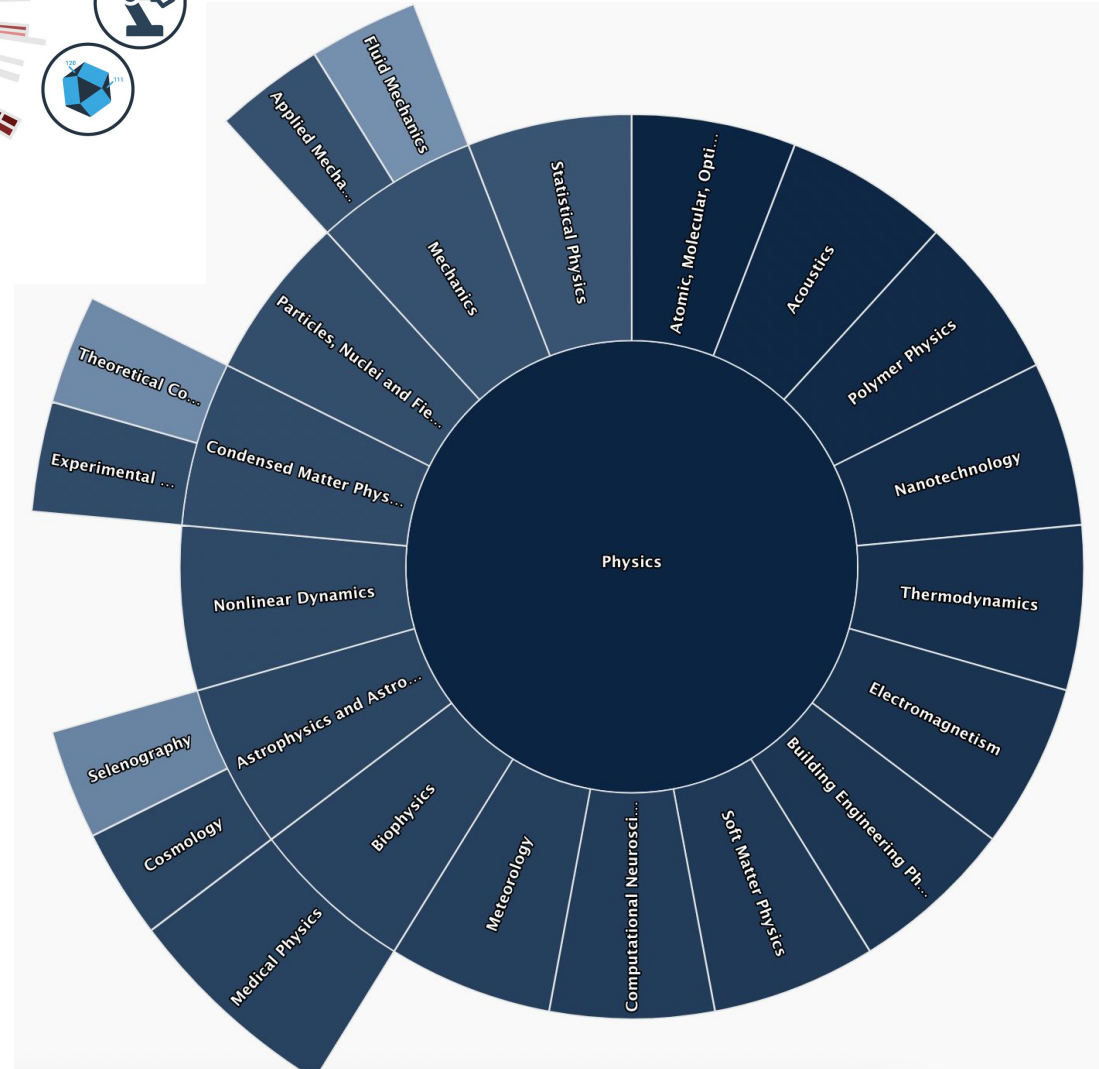 120
111
Physics
Atomic, Molecular, Opti...
Acoustics
Polymer Physics
Nanotechnology
Thermodynamics
Electromagnetism
Building Engineering Ph...
Soft Matter Physics
Computational Neurosci...
Meteorology
Biophysics
Medical Physics
Astrophysics and Astro...
Cosmology
Selenography
Nonlinear Dynamics
Condensed Matter Phys...
Experimental ...
Theoretical Co...
Particles, Nuclei and Fie...
Mechanics
Applied Mecha...
Fluid Mechanics
Statistical Physics